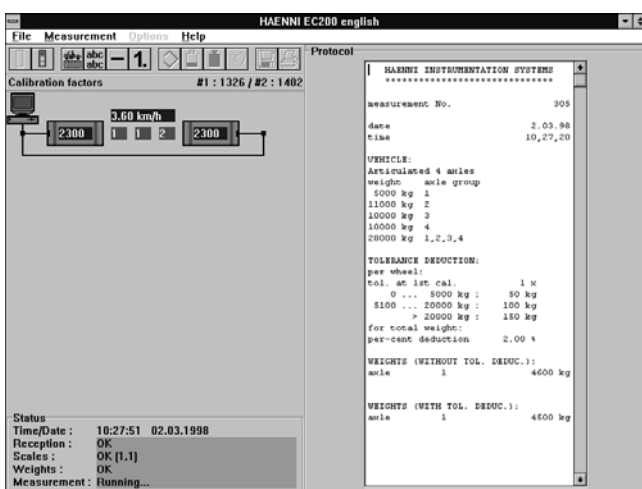 HAENNI EC200 english
File Measurement Options Help
abc
abc
1.
Calibration factors #1 : 1326 / #2 : 1402
3.60 km/h
2300 1 1 2 2300
Status
Time/Date : 10:27:51 02.03.1998
Reception : OK
Scales : OK (1,1)
Weights : OK
Measurement : Running...
Protocol
HAENNI INSTRUMENTATION SYSTEMS
*******************************
measurement No. 305
date 2.03.98
time 10,27,20
VEHICLE:
Articulated 4 axles
weight axle group
5000 kg 1
11000 kg 2
10000 kg 3
10000 kg 4
28000 kg 1,2,3,4
TOLERANCE DEDUCTION:
per wheel:
tol. at 1st cal. 1 x
0 ... 5000 kg : 50 kg
5100 ... 20000 kg : 100 kg
> 20000 kg : 150 kg
for total weight:
per-cent deduction 2.00 %
WEIGHTS (WITHOUT TOL. DEDUC.):
axle 1 4600 kg
WEIGHTS (WITH TOL. DEDUC.):
axle 1 4500 kg